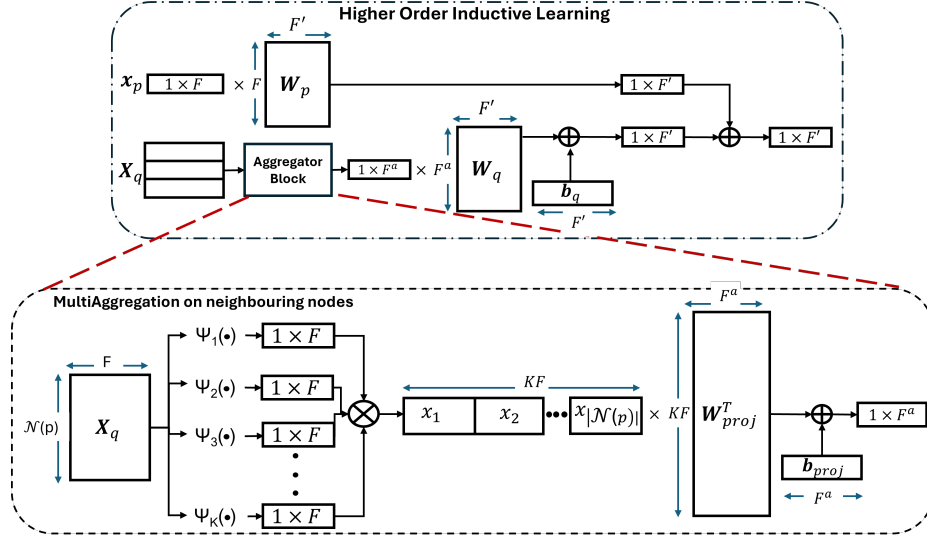 Higher Order Inductive Learning
F'
x_p 1 × F × F W_p 1 × F'
F'
X_q Aggregator Block 1 × F^a × F^a W_q 1 × F' 1 × F'
b_q
F'
MultiAggregation on neighbouring nodes
F^a
F Ψ_1(•) 1 × F
KF
Ψ_2(•) 1 × F
𝒩(p) X_q x_1 x_2 ••• x_|𝒩(p)| × KF W_proj^T 1 × F^a
Ψ_3(•) 1 × F
b_proj
F^a
Ψ_K(•) 1 × F